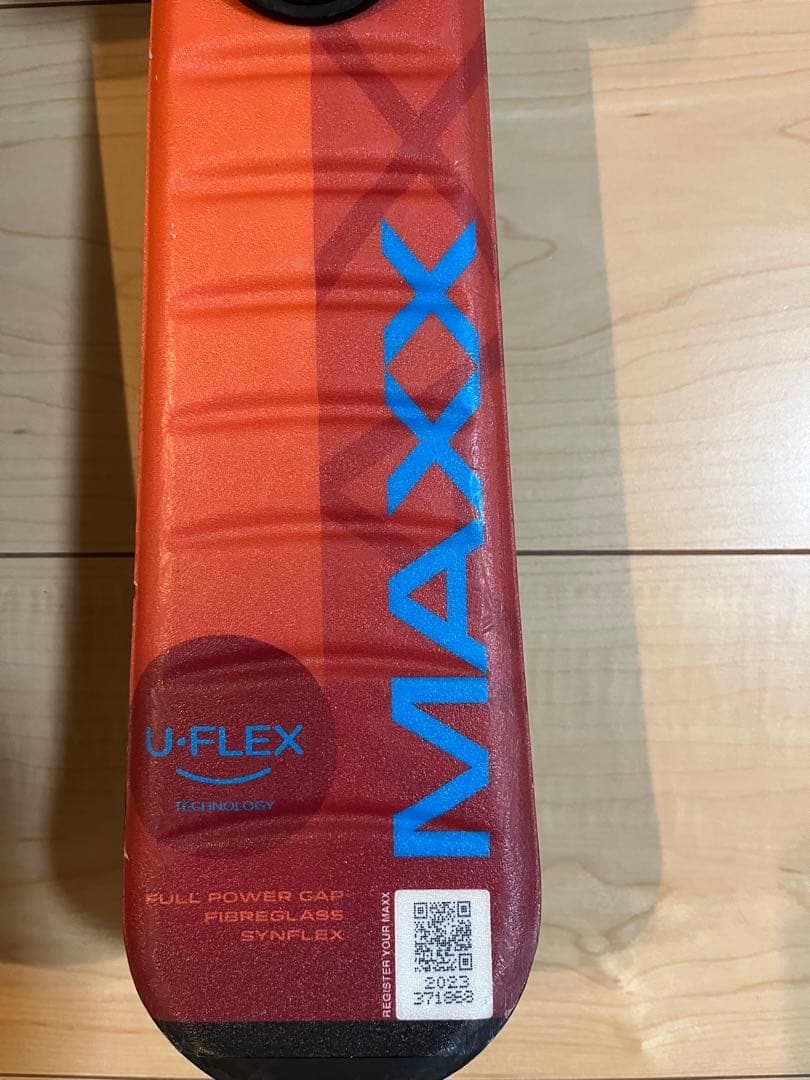 MAXX
U·FLEX
TECHNOLOGY
FULL POWER CAP
FIBREGLASS
SYNFLEX
REGISTER YOUR MAXX
2023
371868